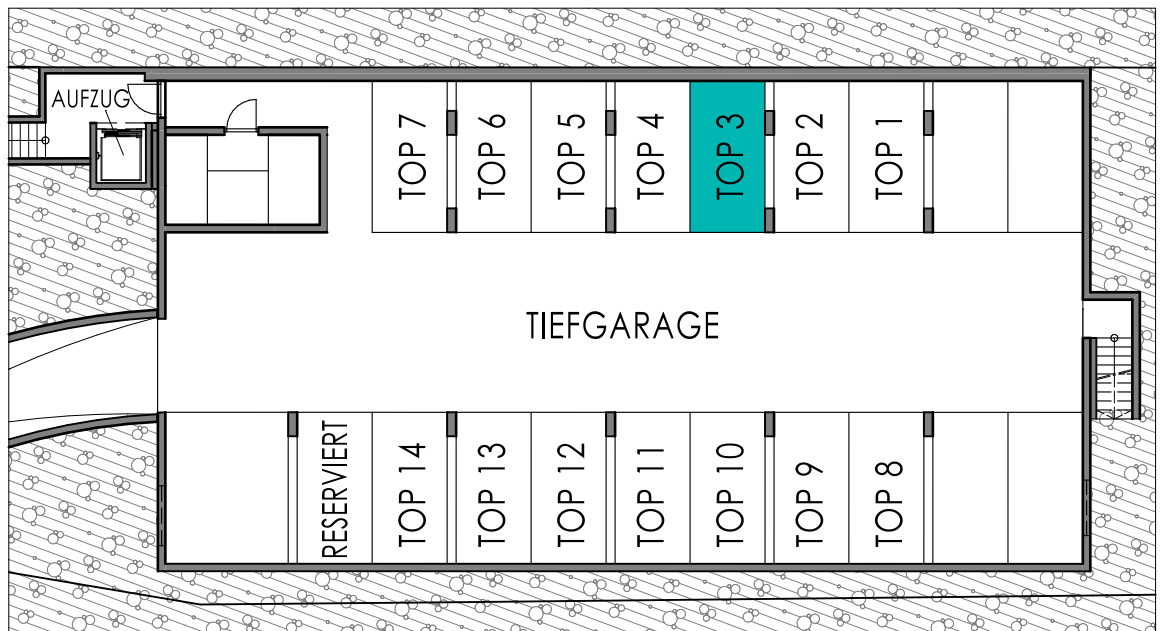 AUFZUG
TOP 7
TOP 6
TOP 5
TOP 4
TOP 3
TOP 2
TOP 1
TIEFGARAGE
RESERVIERT
TOP 14
TOP 13
TOP 12
TOP 11
TOP 10
TOP 9
TOP 8